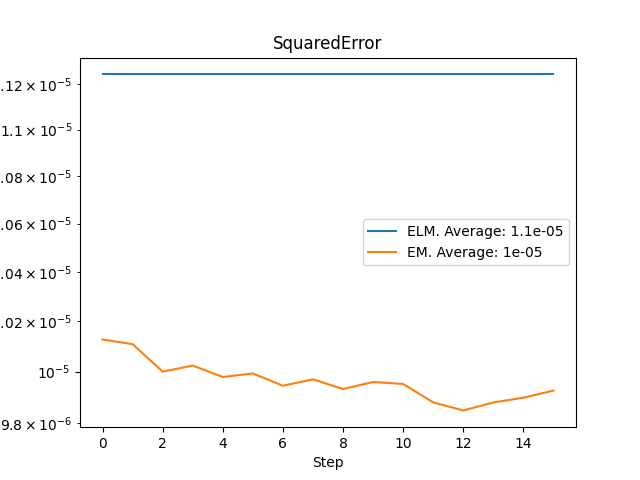 SquaredError
.12 × 10⁻⁵
1.1 × 10⁻⁵
.08 × 10⁻⁵
.06 × 10⁻⁵
.04 × 10⁻⁵
.02 × 10⁻⁵
10⁻⁵
9.8 × 10⁻⁶
ELM. Average: 1.1e-05
EM. Average: 1e-05
0 2 4 6 8 10 12 14
Step